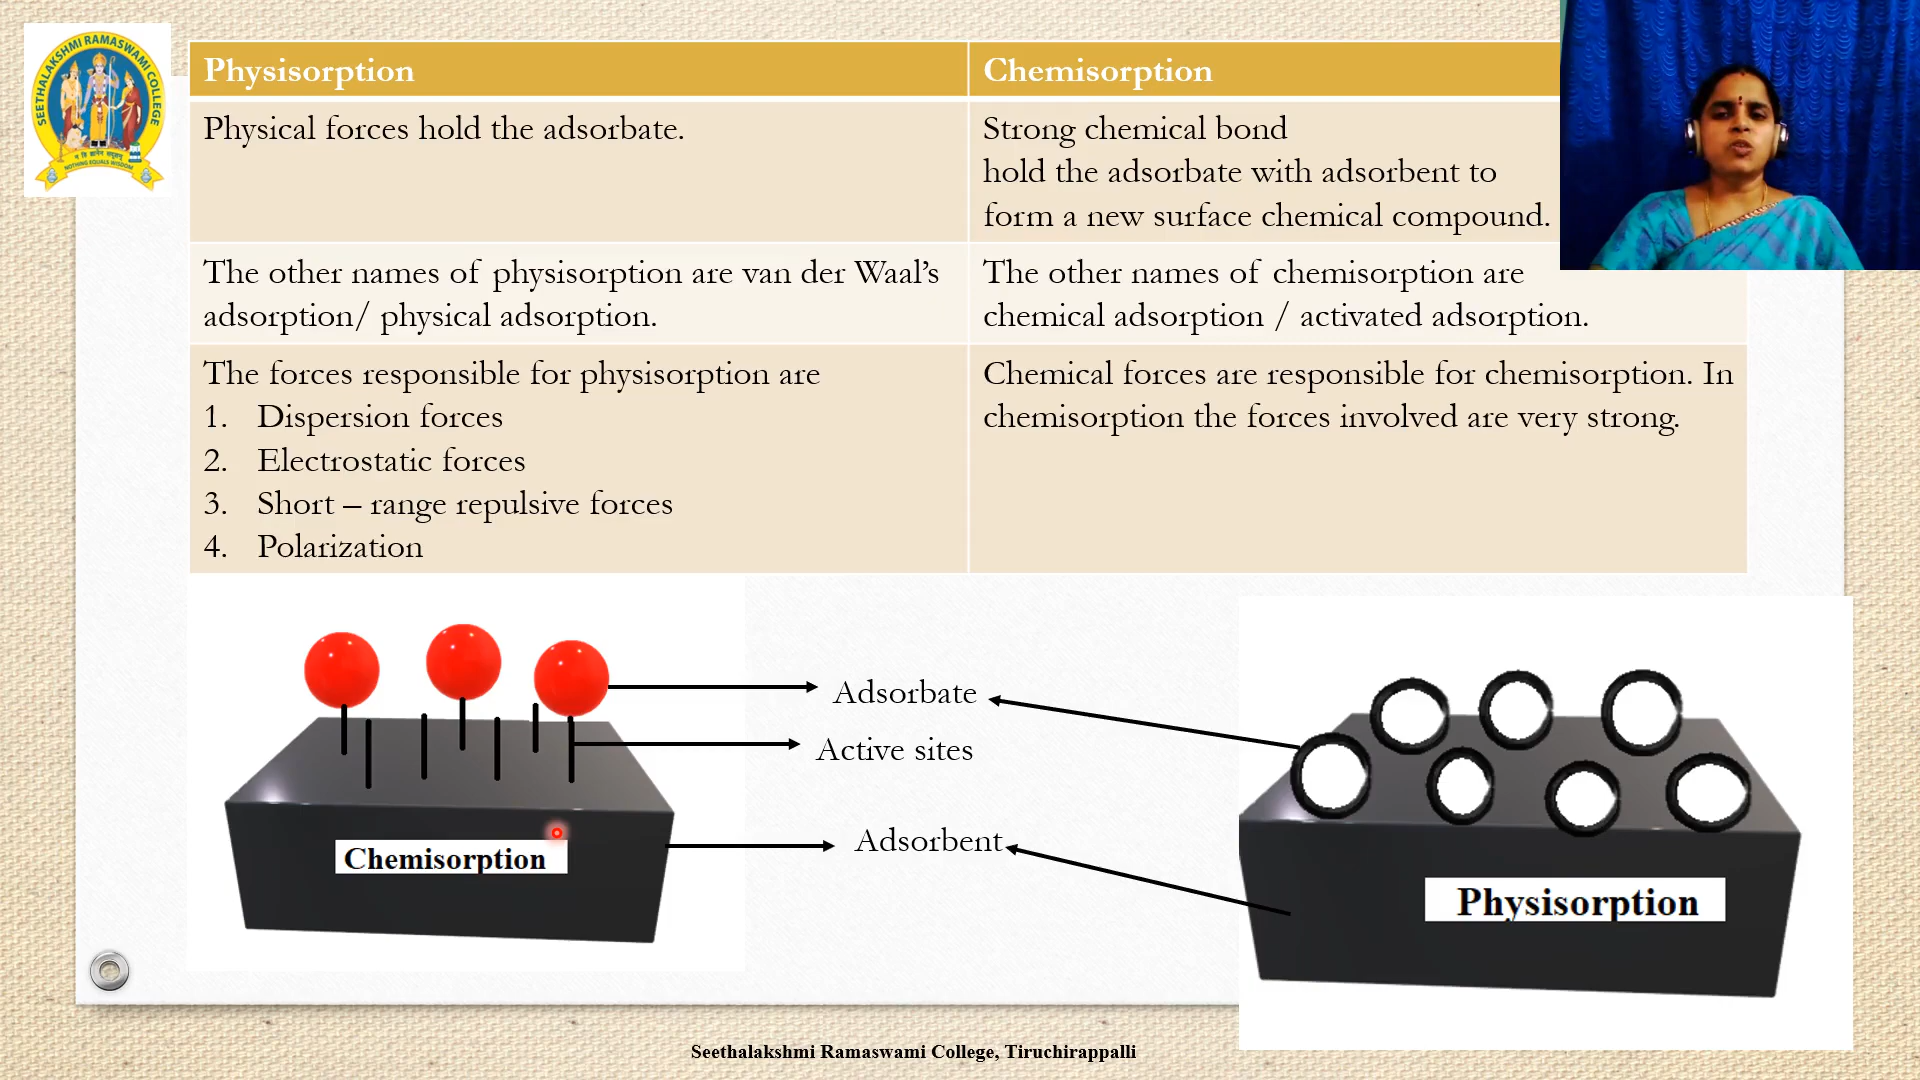 SEETHALAKSHMI RAMASWAMI COLLEGE
NOTHING EQUALS WISDOM
Physisorption
Chemisorption
Physical forces hold the adsorbate.
Strong chemical bond
hold the adsorbate with adsorbent to
form a new surface chemical compound.
The other names of physisorption are van der Waal’s
adsorption/ physical adsorption.
The other names of chemisorption are
chemical adsorption / activated adsorption.
The forces responsible for physisorption are
1. Dispersion forces
2. Electrostatic forces
3. Short – range repulsive forces
4. Polarization
Chemical forces are responsible for chemisorption. In
chemisorption the forces involved are very strong.
Adsorbate
Active sites
Adsorbent
Chemisorption
Physisorption
Seethalakshmi Ramaswami College, Tiruchirappalli